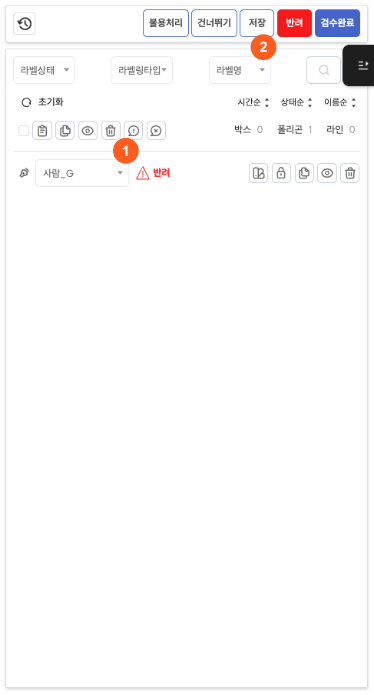 불용처리 건너뛰기 저장 반려 검수완료
2
라벨상태 라벨링타입 라벨명
초기화 시간순 상태순 이름순
박스 0 폴리곤 1 라인 0
1
사람_G 반려